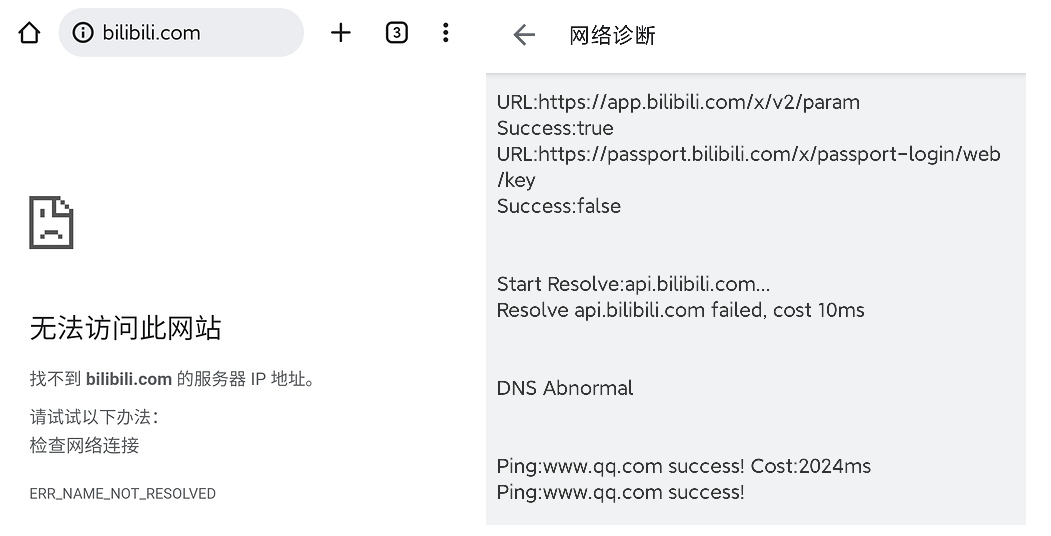 bilibili.com
3
无法访问此网站
找不到 bilibili.com 的服务器 IP 地址。
请试试以下办法：
检查网络连接
ERR_NAME_NOT_RESOLVED
网络诊断
URL:https://app.bilibili.com/x/v2/param
Success:true
URL:https://passport.bilibili.com/x/passport-login/web
/key
Success:false
Start Resolve:api.bilibili.com...
Resolve api.bilibili.com failed, cost 10ms
DNS Abnormal
Ping:www.qq.com success! Cost:2024ms
Ping:www.qq.com success!